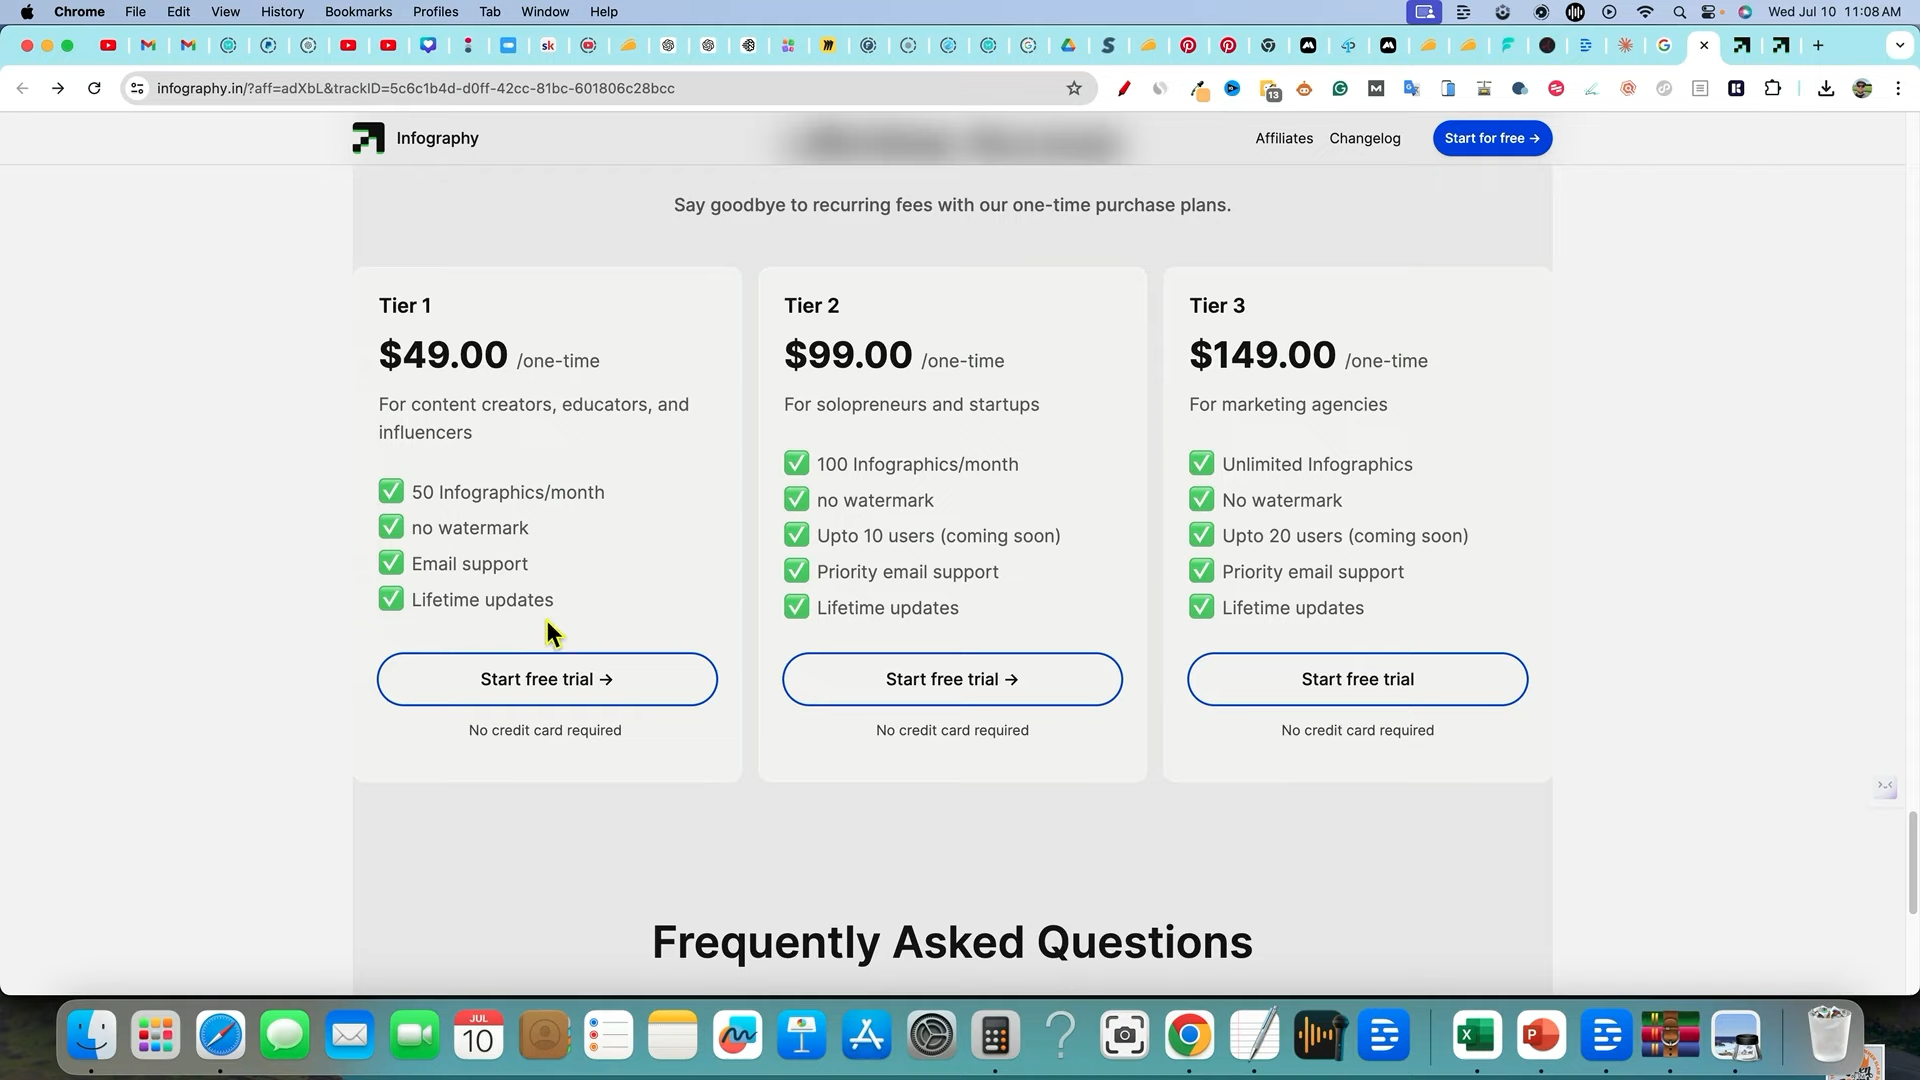 Chrome File Edit View History Bookmarks Profiles Tab Window Help Wed Jul 10 11:08 AM
infography.in/?aff=adXbL&trackID=5c6c1b4d-d0ff-42cc-81bc-601806c28bcc
13
Infography Affiliates Changelog Start for free →
Say goodbye to recurring fees with our one-time purchase plans.
Tier 1
$49.00 /one-time
For content creators, educators, and
influencers
50 Infographics/month
no watermark
Email support
Lifetime updates
Start free trial →
No credit card required
Tier 2
$99.00 /one-time
For solopreneurs and startups
100 Infographics/month
no watermark
Upto 10 users (coming soon)
Priority email support
Lifetime updates
Start free trial →
No credit card required
Tier 3
$149.00 /one-time
For marketing agencies
Unlimited Infographics
No watermark
Upto 20 users (coming soon)
Priority email support
Lifetime updates
Start free trial
No credit card required
Frequently Asked Questions
JUL
10